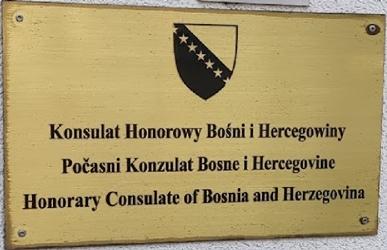 Konsulat Honorowy Bośni i Hercegowiny
Počasni Konzulat Bosne i Hercegovine
Honorary Consulate of Bosnia and Herzegovina